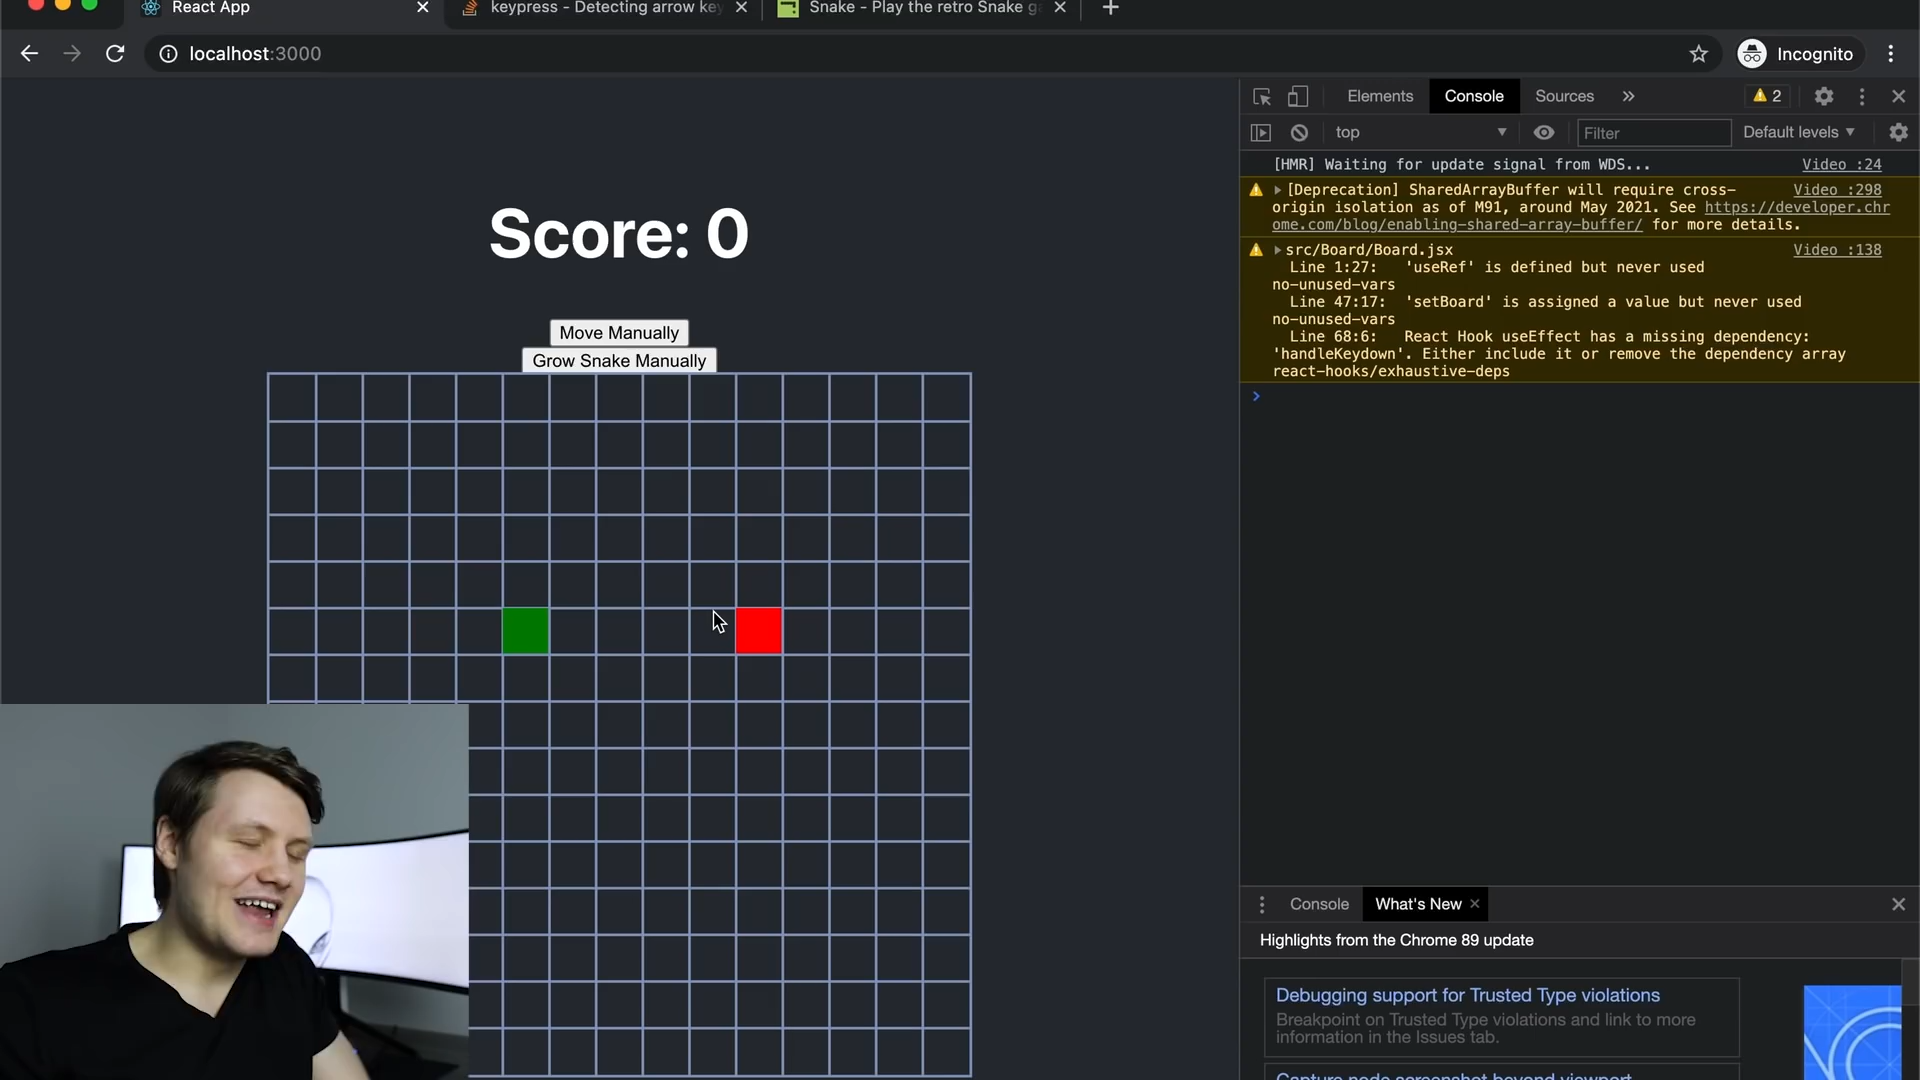 React App
keypress - Detecting arrow key
Snake - Play the retro Snake g
localhost:3000
Incognito
Elements
Console
Sources
2
top
Filter
Default levels
[HMR] Waiting for update signal from WDS...
Video :24
[Deprecation] SharedArrayBuffer will require cross-
Video :298
origin isolation as of M91, around May 2021. See https://developer.chr
ome.com/blog/enabling-shared-array-buffer/ for more details.
src/Board/Board.jsx
Video :138
Line 1:27: 'useRef' is defined but never used
no-unused-vars
Line 47:17: 'setBoard' is assigned a value but never used
no-unused-vars
Line 68:6: React Hook useEffect has a missing dependency:
'handleKeydown'. Either include it or remove the dependency array
react-hooks/exhaustive-deps
Score: 0
Move Manually
Grow Snake Manually
Console
What's New
Highlights from the Chrome 89 update
Debugging support for Trusted Type violations
Breakpoint on Trusted Type violations and link to more
information in the Issues tab.
Capture node screenshot beyond viewport